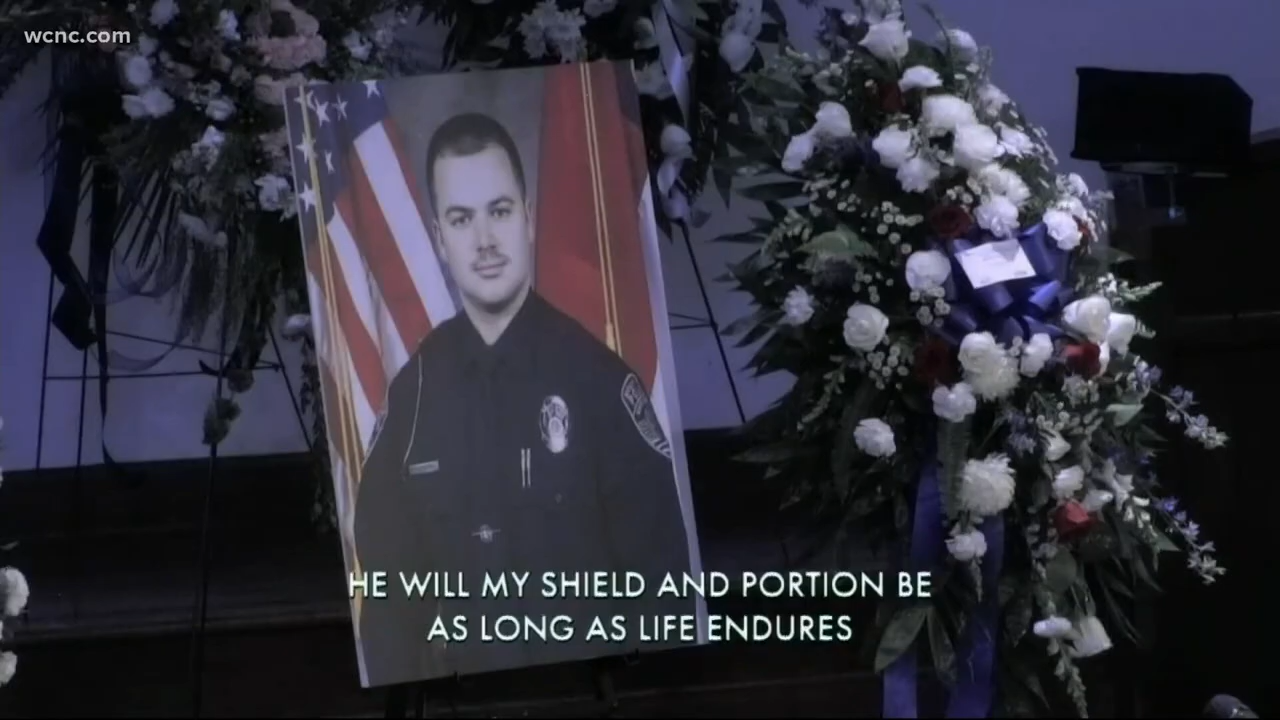 wcnc.com
HE WILL MY SHIELD AND PORTION BE
AS LONG AS LIFE ENDURES